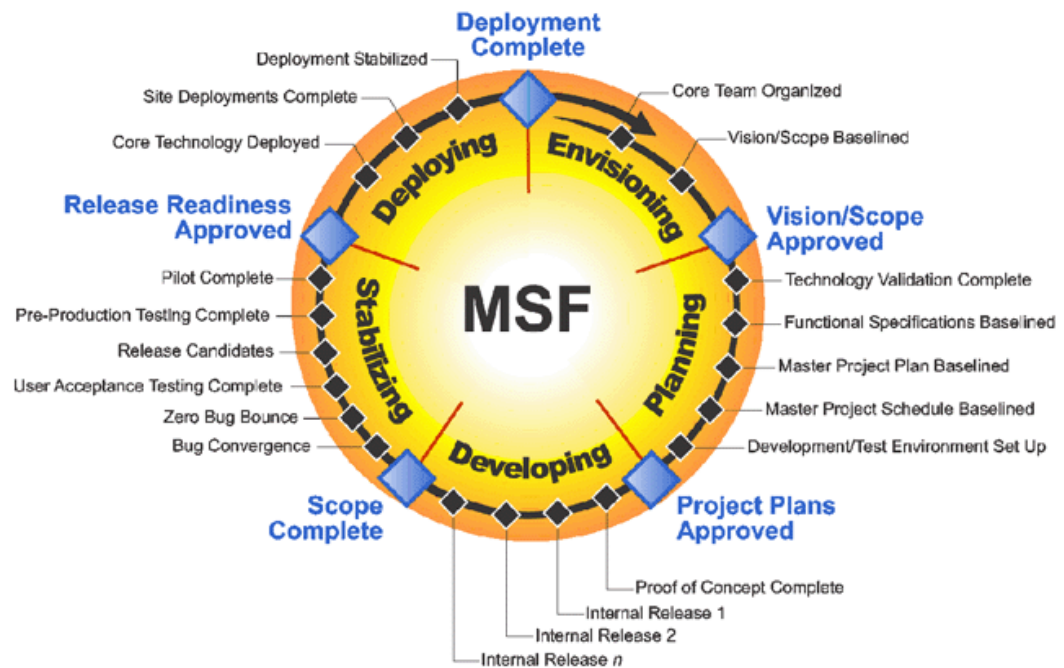 Deployment
Complete
Deployment Stabilized
Core Team Organized
Site Deployments Complete
Vision/Scope Baselined
Core Technology Deployed
Deploying
Envisioning
Release Readiness
Approved
Vision/Scope
Approved
Pilot Complete
Technology Validation Complete
Pre-Production Testing Complete
Functional Specifications Baselined
MSF
Stabilizing
Planning
Release Candidates
Master Project Plan Baselined
User Acceptance Testing Complete
Master Project Schedule Baselined
Zero Bug Bounce
Bug Convergence
Development/Test Environment Set Up
Developing
Scope
Complete
Project Plans
Approved
Proof of Concept Complete
Internal Release 1
Internal Release 2
Internal Release n